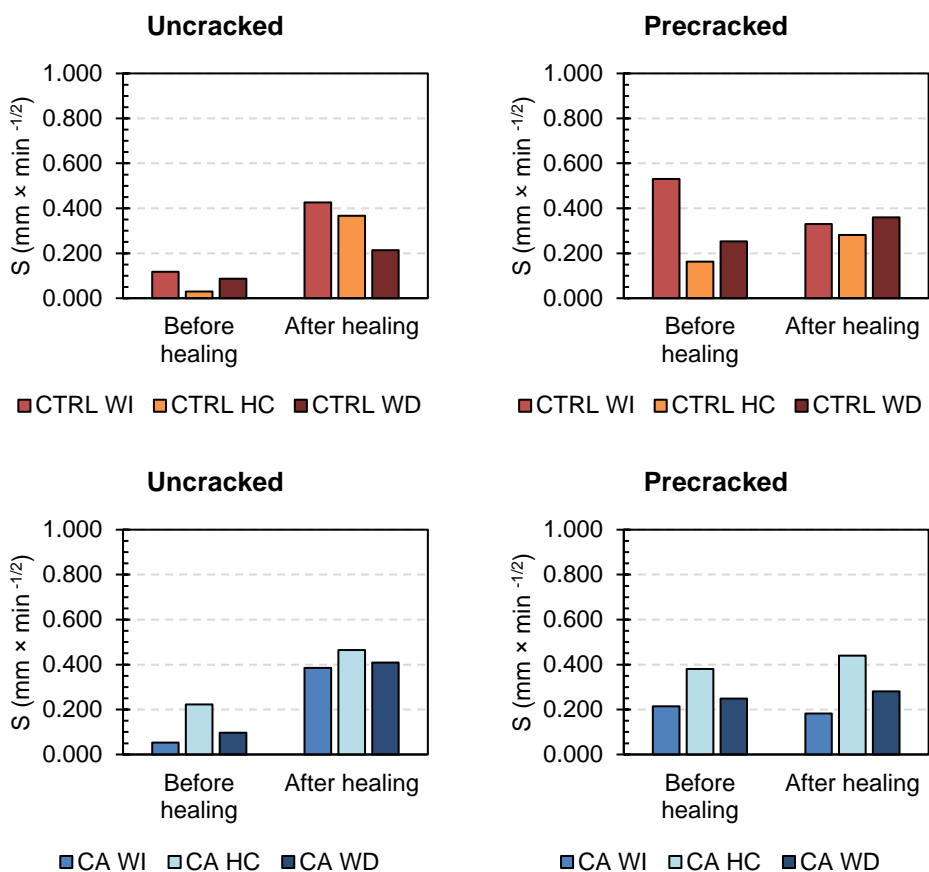 Uncracked
S (mm × min -1/2)
1.000
0.800
0.600
0.400
0.200
0.000
Before
healing
After healing
CTRL WI CTRL HC CTRL WD
Precracked
S (mm × min -1/2)
1.000
0.800
0.600
0.400
0.200
0.000
Before
healing
After healing
CTRL WI CTRL HC CTRL WD
Uncracked
S (mm × min -1/2)
1.000
0.800
0.600
0.400
0.200
0.000
Before
healing
After healing
CA WI CA HC CA WD
Precracked
S (mm × min -1/2)
1.000
0.800
0.600
0.400
0.200
0.000
Before
healing
After healing
CA WI CA HC CA WD